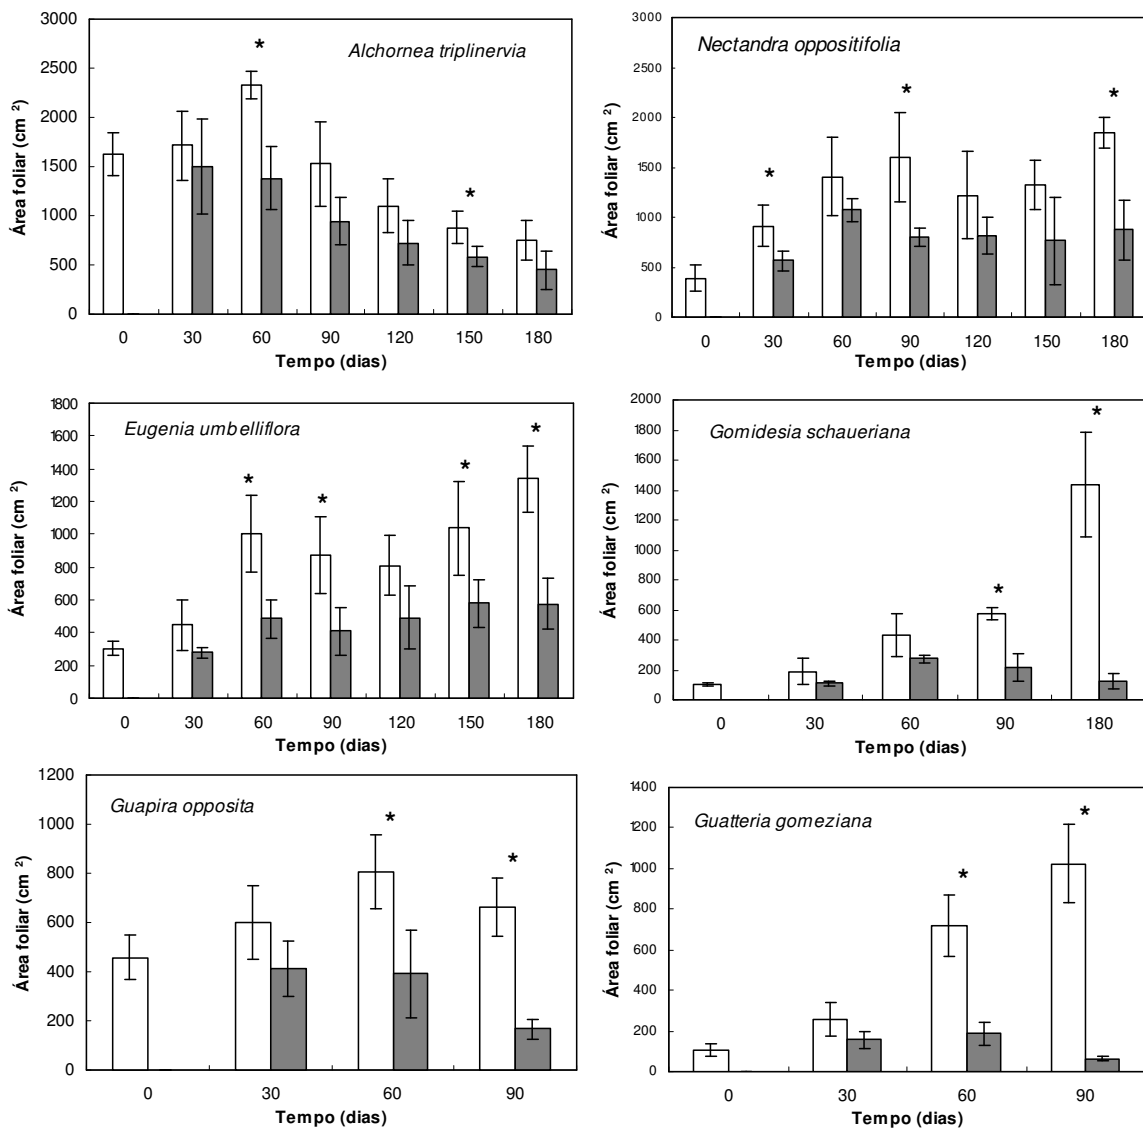 Alchornea triplinervia
Área foliar (cm ²)
3000
2500
2000
1500
1000
500
0
*
*
0 30 60 90 120 150 180
Tempo (dias)
Nectandra oppositifolia
Área foliar (cm ²)
3000
2500
2000
1500
1000
500
0
*
*
*
0 30 60 90 120 150 180
Tempo (dias)
Eugenia umbelliflora
Área foliar (cm ²)
1800
1600
1400
1200
1000
800
600
400
200
0
*
*
*
*
0 30 60 90 120 150 180
Tempo (dias)
Gomidesia schaueriana
Área foliar (cm ²)
2000
1800
1600
1400
1200
1000
800
600
400
200
0
*
*
0 30 60 90 180
Tempo (dias)
Guapira opposita
Área foliar (cm ²)
1200
1000
800
600
400
200
0
*
*
0 30 60 90
Tempo (dias)
Guatteria gomeziana
Área foliar (cm ²)
1400
1200
1000
800
600
400
200
0
*
*
0 30 60 90
Tempo (dias)